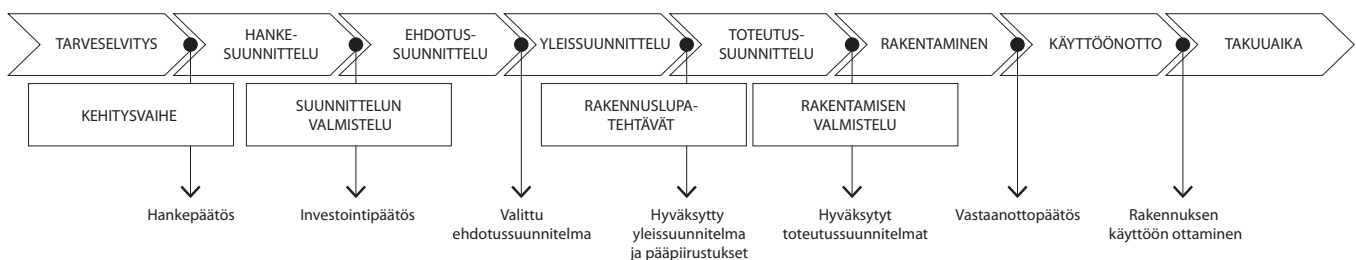 TARVESELVITYS
HANKE-
SUUNNITTELU
EHDOTUS-
SUUNNITTELU
YLEISSUUNNITTELU
TOTEUTUS-
SUUNNITTELU
RAKENTAMINEN
KÄYTTÖÖNOTTO
TAKUUAIKA
KEHITYSVAIHE
SUUNNITTELUN
VALMISTELU
RAKENNUSLUPA-
TEHTÄVÄT
RAKENTAMISEN
VALMISTELU
Hankepäätös
Investointipäätös
Valittu
ehdotussuunnitelma
Hyväksytty
yleissuunnitelma
ja pääpiirustukset
Hyväksytyt
toteutussuunnitelmat
Vastaanottopäätös
Rakennuksen
käyttöön ottaminen